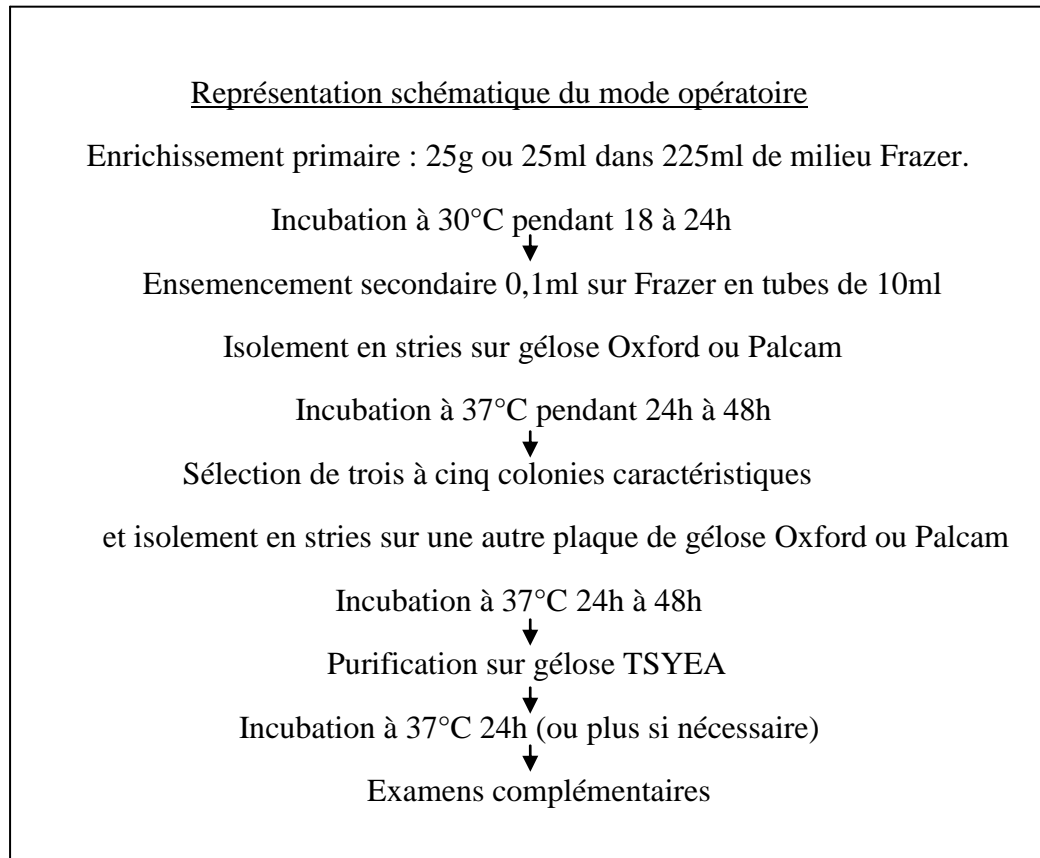 Représentation schématique du mode opératoire
Enrichissement primaire : 25g ou 25ml dans 225ml de milieu Frazer.
Incubation à 30°C pendant 18 à 24h
Ensemencement secondaire 0,1ml sur Frazer en tubes de 10ml
Isolement en stries sur gélose Oxford ou Palcam
Incubation à 37°C pendant 24h à 48h
Sélection de trois à cinq colonies caractéristiques
et isolement en stries sur une autre plaque de gélose Oxford ou Palcam
Incubation à 37°C 24h à 48h
Purification sur gélose TSYEA
Incubation à 37°C 24h (ou plus si nécessaire)
Examens complémentaires